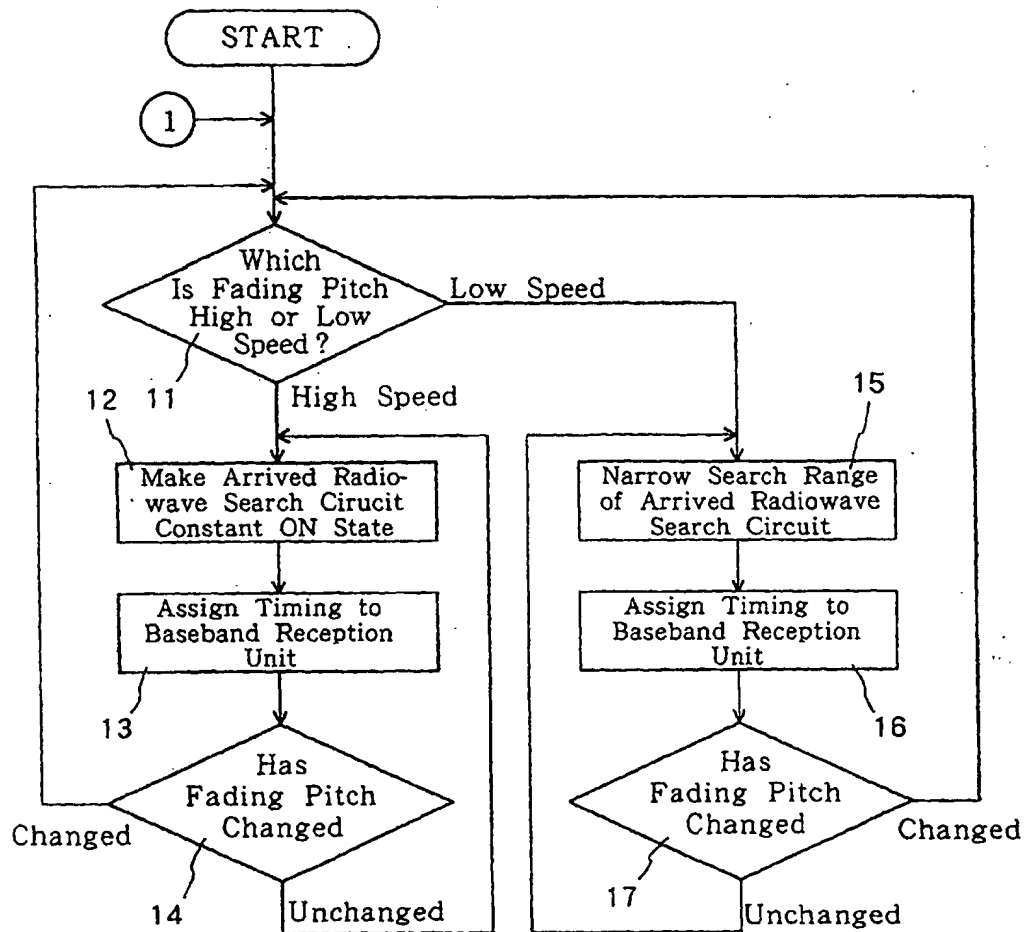 START
1
Which
Is Fading Pitch
High or Low
Speed?
Low Speed
11
High Speed
12
Make Arrived Radio-
wave Search Cirucit
Constant ON State
15
Narrow Search Range
of Arrived Radiowave
Search Circuit
Assign Timing to
Baseband Reception
Unit
13
Assign Timing to
Baseband Reception
Unit
16
Has
Fading Pitch
Changed
Changed
14
Unchanged
Has
Fading Pitch
Changed
Changed
17
Unchanged